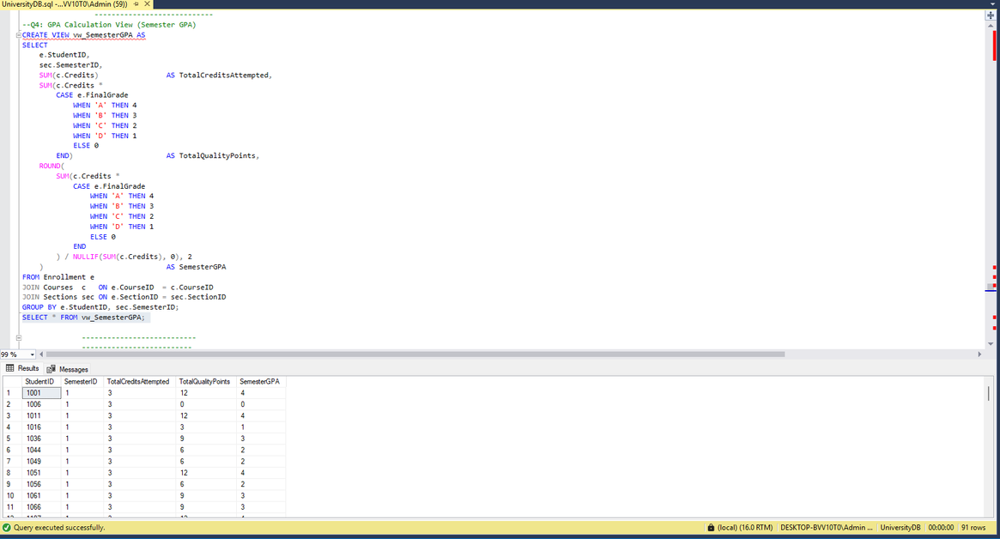 UniversityDB.sql -...VV10T0\Admin (59))
----------------------------
--Q4: GPA Calculation View (Semester GPA)
CREATE VIEW vw_SemesterGPA AS
SELECT
e.StudentID,
sec.SemesterID,
SUM(c.Credits) AS TotalCreditsAttempted,
SUM(c.Credits *
CASE e.FinalGrade
WHEN 'A' THEN 4
WHEN 'B' THEN 3
WHEN 'C' THEN 2
WHEN 'D' THEN 1
ELSE 0
END) AS TotalQualityPoints,
ROUND(
SUM(c.Credits *
CASE e.FinalGrade
WHEN 'A' THEN 4
WHEN 'B' THEN 3
WHEN 'C' THEN 2
WHEN 'D' THEN 1
ELSE 0
END
) / NULLIF(SUM(c.Credits), 0), 2
) AS SemesterGPA
FROM Enrollment e
JOIN Courses c ON e.CourseID = c.CourseID
JOIN Sections sec ON e.SectionID = sec.SectionID
GROUP BY e.StudentID, sec.SemesterID;
SELECT * FROM vw_SemesterGPA;
---------------------------
--------------------------
99 %
Results Messages
StudentID SemesterID TotalCreditsAttempted TotalQualityPoints SemesterGPA
1 1001 1 3 12 4
2 1006 1 3 0 0
3 1011 1 3 12 4
4 1016 1 3 3 1
5 1036 1 3 9 3
6 1044 1 3 6 2
7 1049 1 3 6 2
8 1051 1 3 12 4
9 1056 1 3 6 2
10 1061 1 3 9 3
11 1066 1 3 9 3
Query executed successfully. (local) (16.0 RTM) DESKTOP-BVV10T0\Admin ... UniversityDB 00:00:00 91 rows